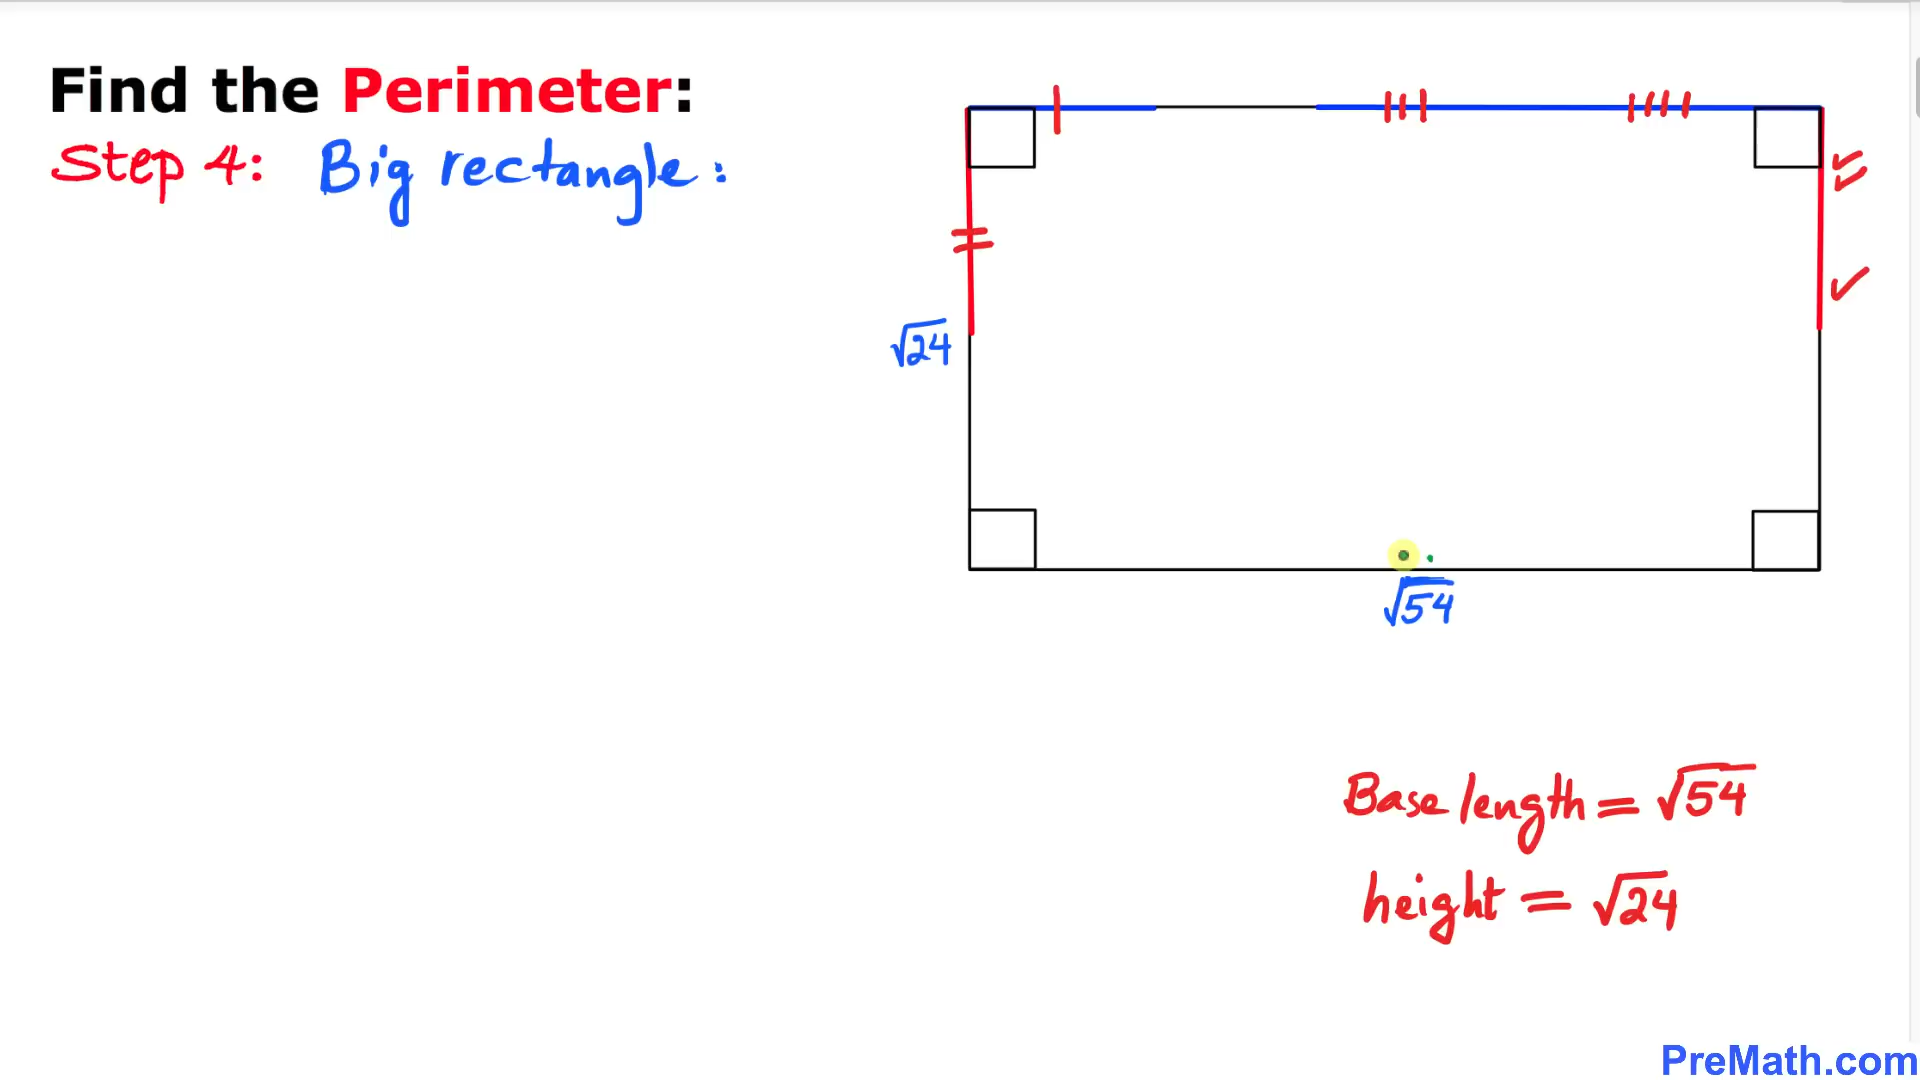 Find the Perimeter:
Step 4: Big rectangle:
√24
√54
Base length = √54
height = √24
PreMath.com